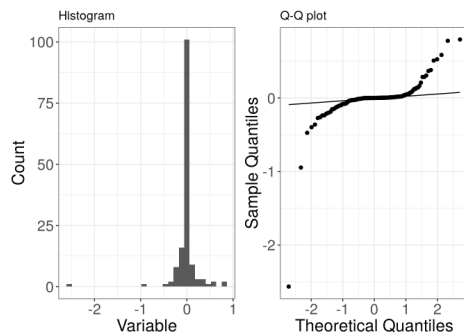 Histogram
100
75
50
25
0
Count
-2
-1
0
1
Variable
Q-Q plot
0
-1
-2
Sample Quantiles
-2
-1
0
1
2
Theoretical Quantiles